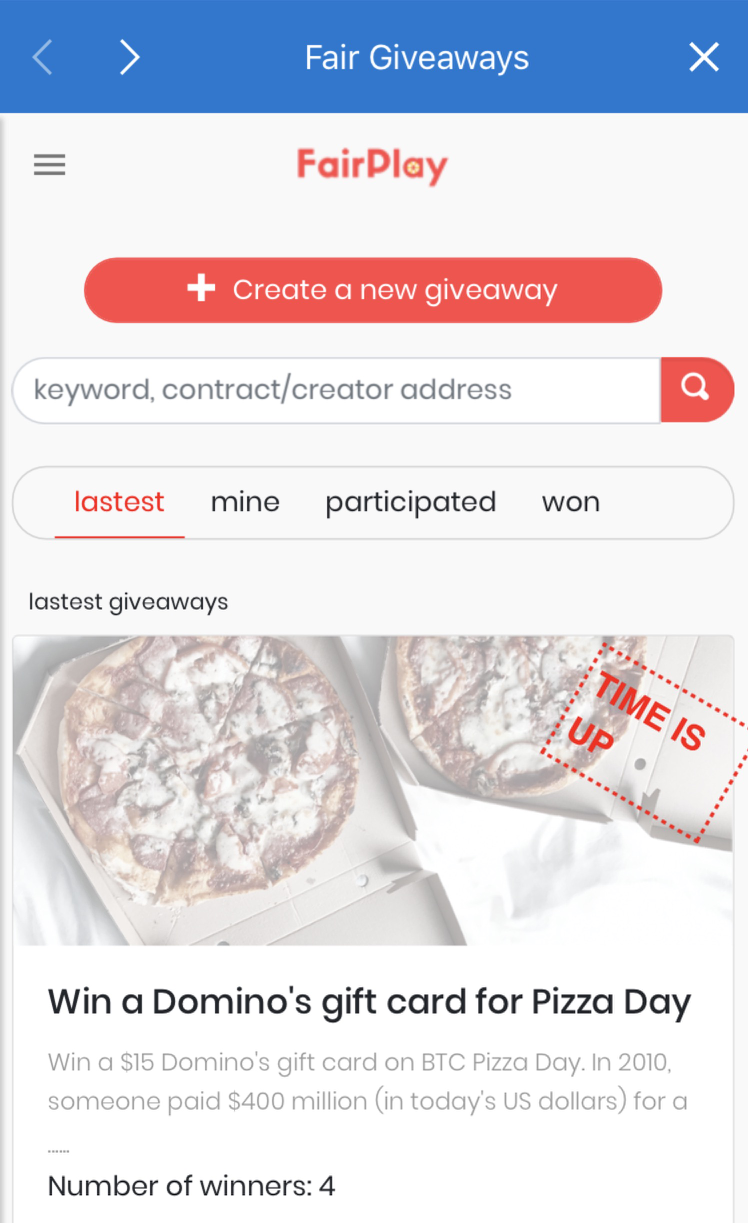 Fair Giveaways
FairPlay
Create a new giveaway
keyword, contract/creator address
lastest mine participated won
lastest giveaways
TIME IS
UP
Win a Domino's gift card for Pizza Day
Win a $15 Domino's gift card on BTC Pizza Day. In 2010,
someone paid $400 million (in today's US dollars) for a
......
Number of winners: 4